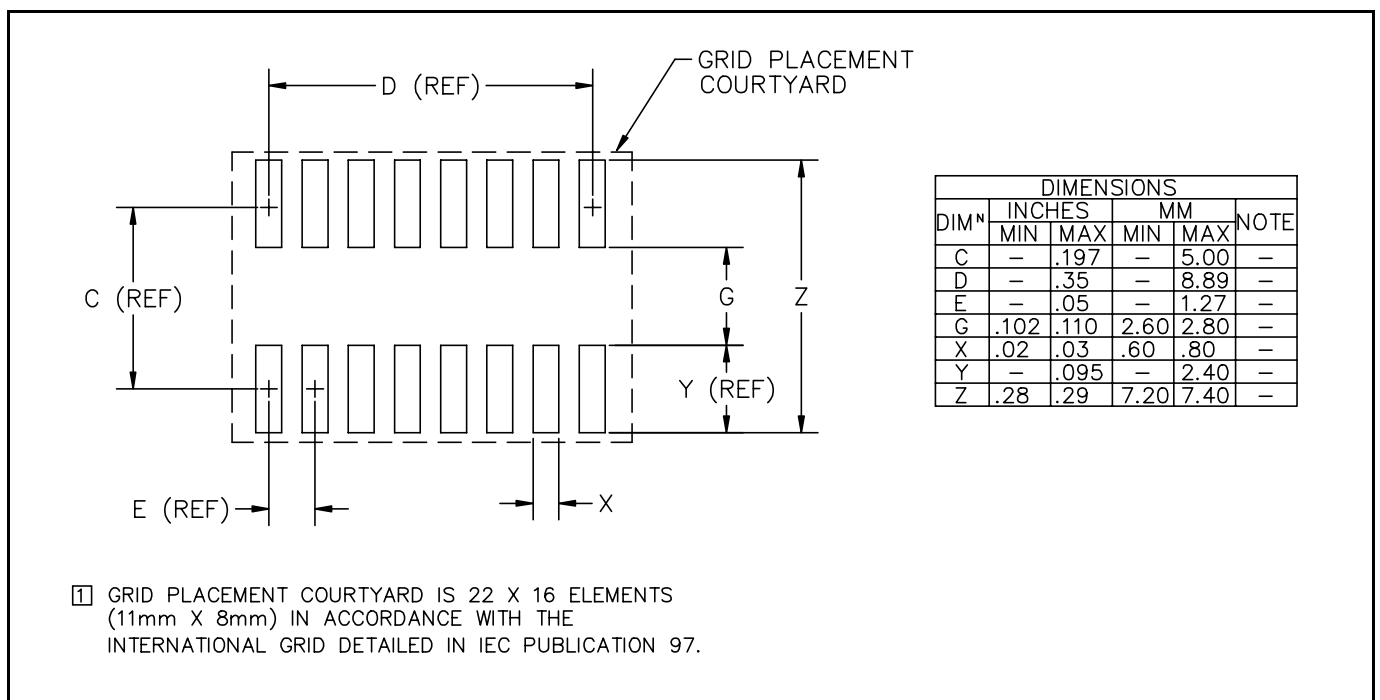 GRID PLACEMENT
COURTYARD
D (REF)
C (REF)
G
Z
Y (REF)
E (REF)
X
DIMENSIONS
DIMᴺ INCHES MM NOTE
MIN MAX MIN MAX
C – .197 – 5.00 –
D – .35 – 8.89 –
E – .05 – 1.27 –
G .102 .110 2.60 2.80 –
X .02 .03 .60 .80 –
Y – .095 – 2.40 –
Z .28 .29 7.20 7.40 –
1 GRID PLACEMENT COURTYARD IS 22 X 16 ELEMENTS
(11mm X 8mm) IN ACCORDANCE WITH THE
INTERNATIONAL GRID DETAILED IN IEC PUBLICATION 97.